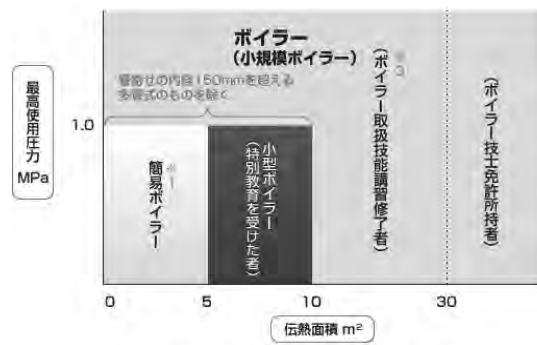 ボイラー
(小規模ボイラー)
管寄せの内径150mmを超える
多管式のものを除く
最高使用圧力
MPa
1.0
※1
簡易ボイラー
小型ボイラー
(特別教育を受けた者)
※3
(ボイラー取扱技能講習修了者)
(ボイラー技士免許所持者)
0
5
10
30
伝熱面積 m²